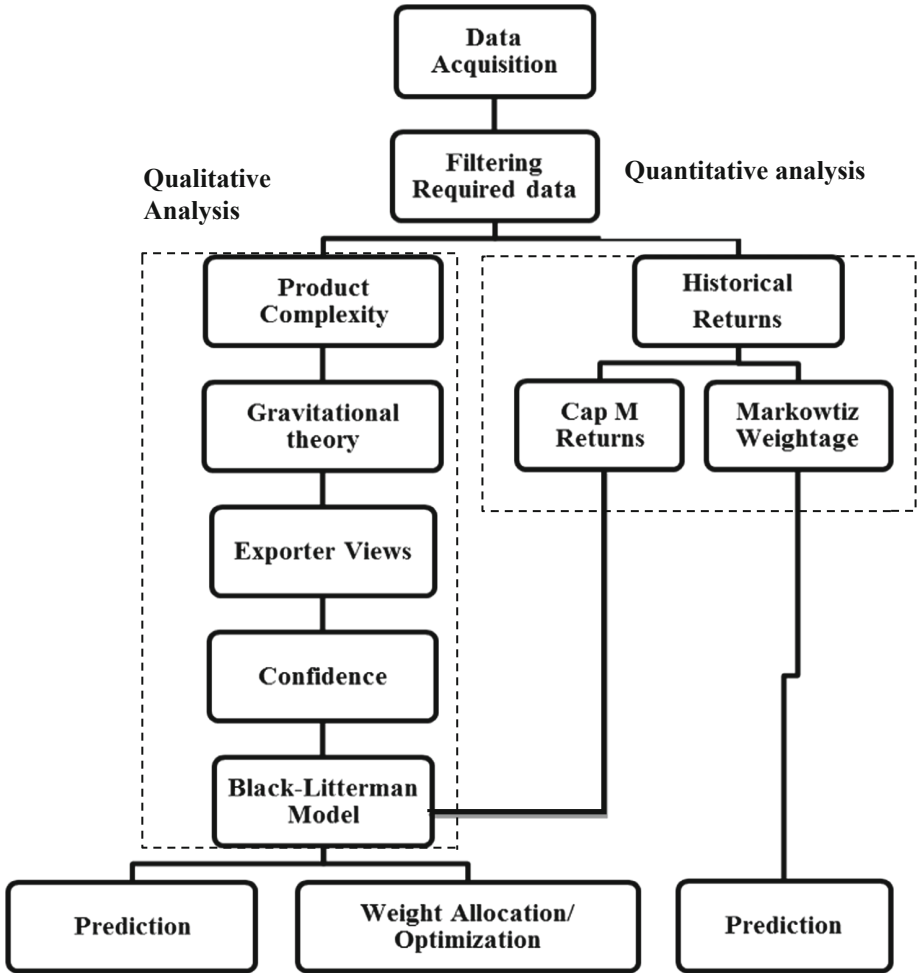 Data
Acquisition
Filtering
Required data
Qualitative
Analysis
Quantitative analysis
Product
Complexity
Historical
Returns
Gravitational
theory
Cap M
Returns
Markowtiz
Weightage
Exporter Views
Confidence
Black-Litterman
Model
Prediction
Weight Allocation/
Optimization
Prediction